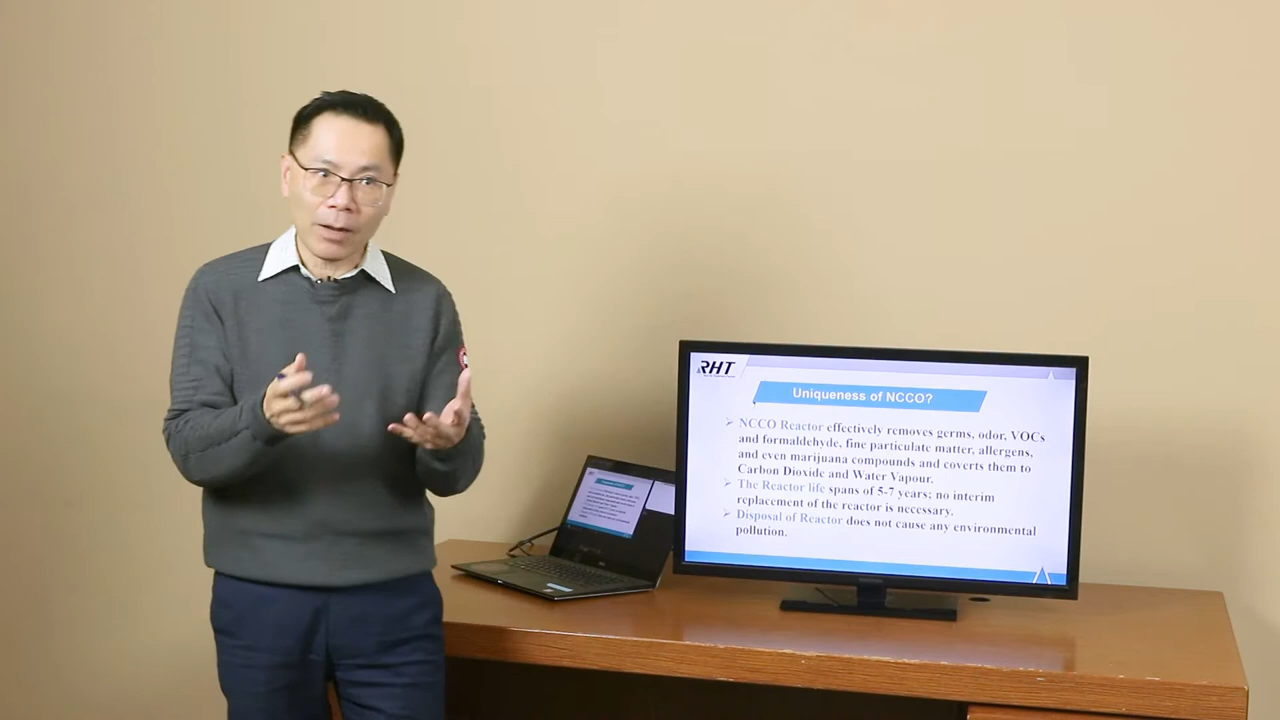 RHT
Uniqueness of NCCO?
➢ NCCO Reactor effectively removes germs, odor, VOCs
and formaldehyde, fine particulate matter, allergens,
and even marijuana compounds and coverts them to
Carbon Dioxide and Water Vapour.
➢ The Reactor life spans of 5-7 years; no interim
replacement of the reactor is necessary.
➢ Disposal of Reactor does not cause any environmental
pollution.